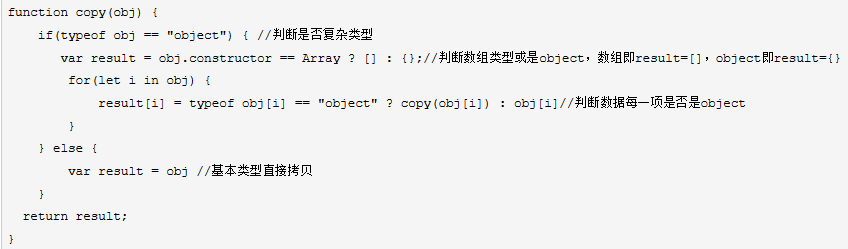 function copy(obj) {
    if(typeof obj == "object") { //判断是否复杂类型
       var result = obj.constructor == Array ? [] : {};//判断数组类型或是object，数组即result=[]，object即result={}
        for(let i in obj) {
            result[i] = typeof obj[i] == "object" ? copy(obj[i]) : obj[i]//判断数据每一项是否是object
        }
    } else {
        var result = obj //基本类型直接拷贝
    }
  return result;
}